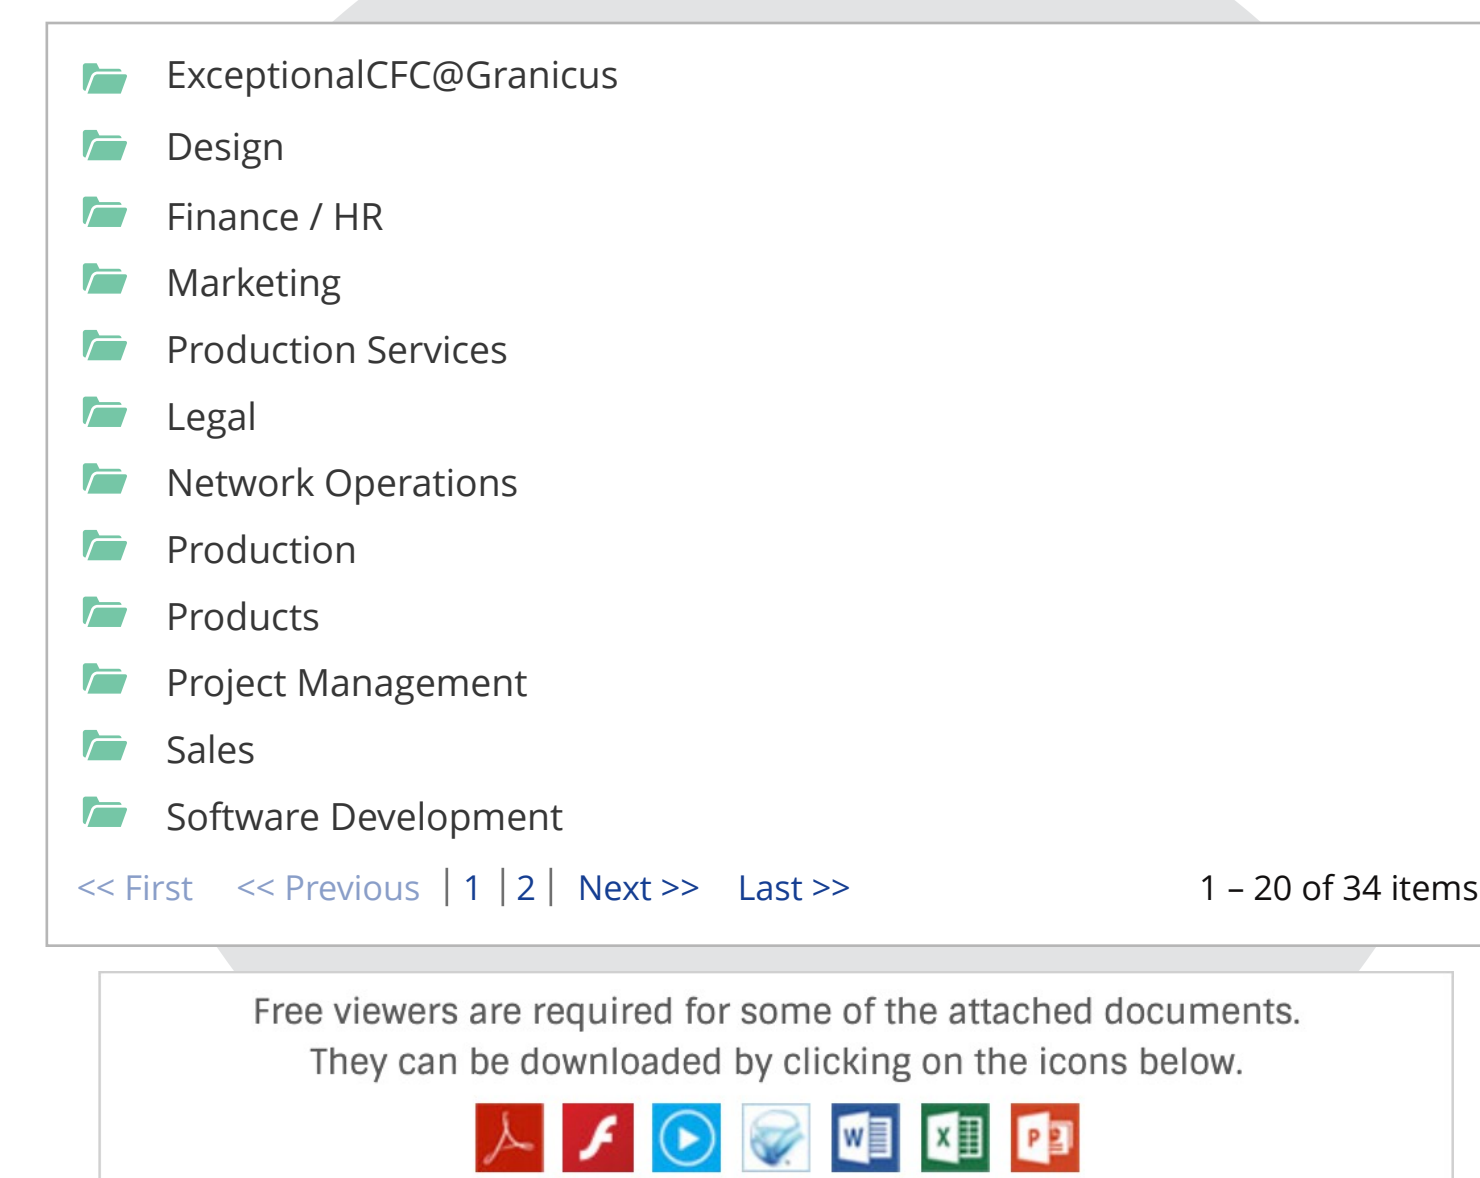 ExceptionalCFC@Granicus
Design
Finance / HR
Marketing
Production Services
Legal
Network Operations
Production
Products
Project Management
Sales
Software Development
<< First << Previous | 1 | 2 | Next >> Last >> 1 – 20 of 34 items
Free viewers are required for some of the attached documents.
They can be downloaded by clicking on the icons below.
W X P